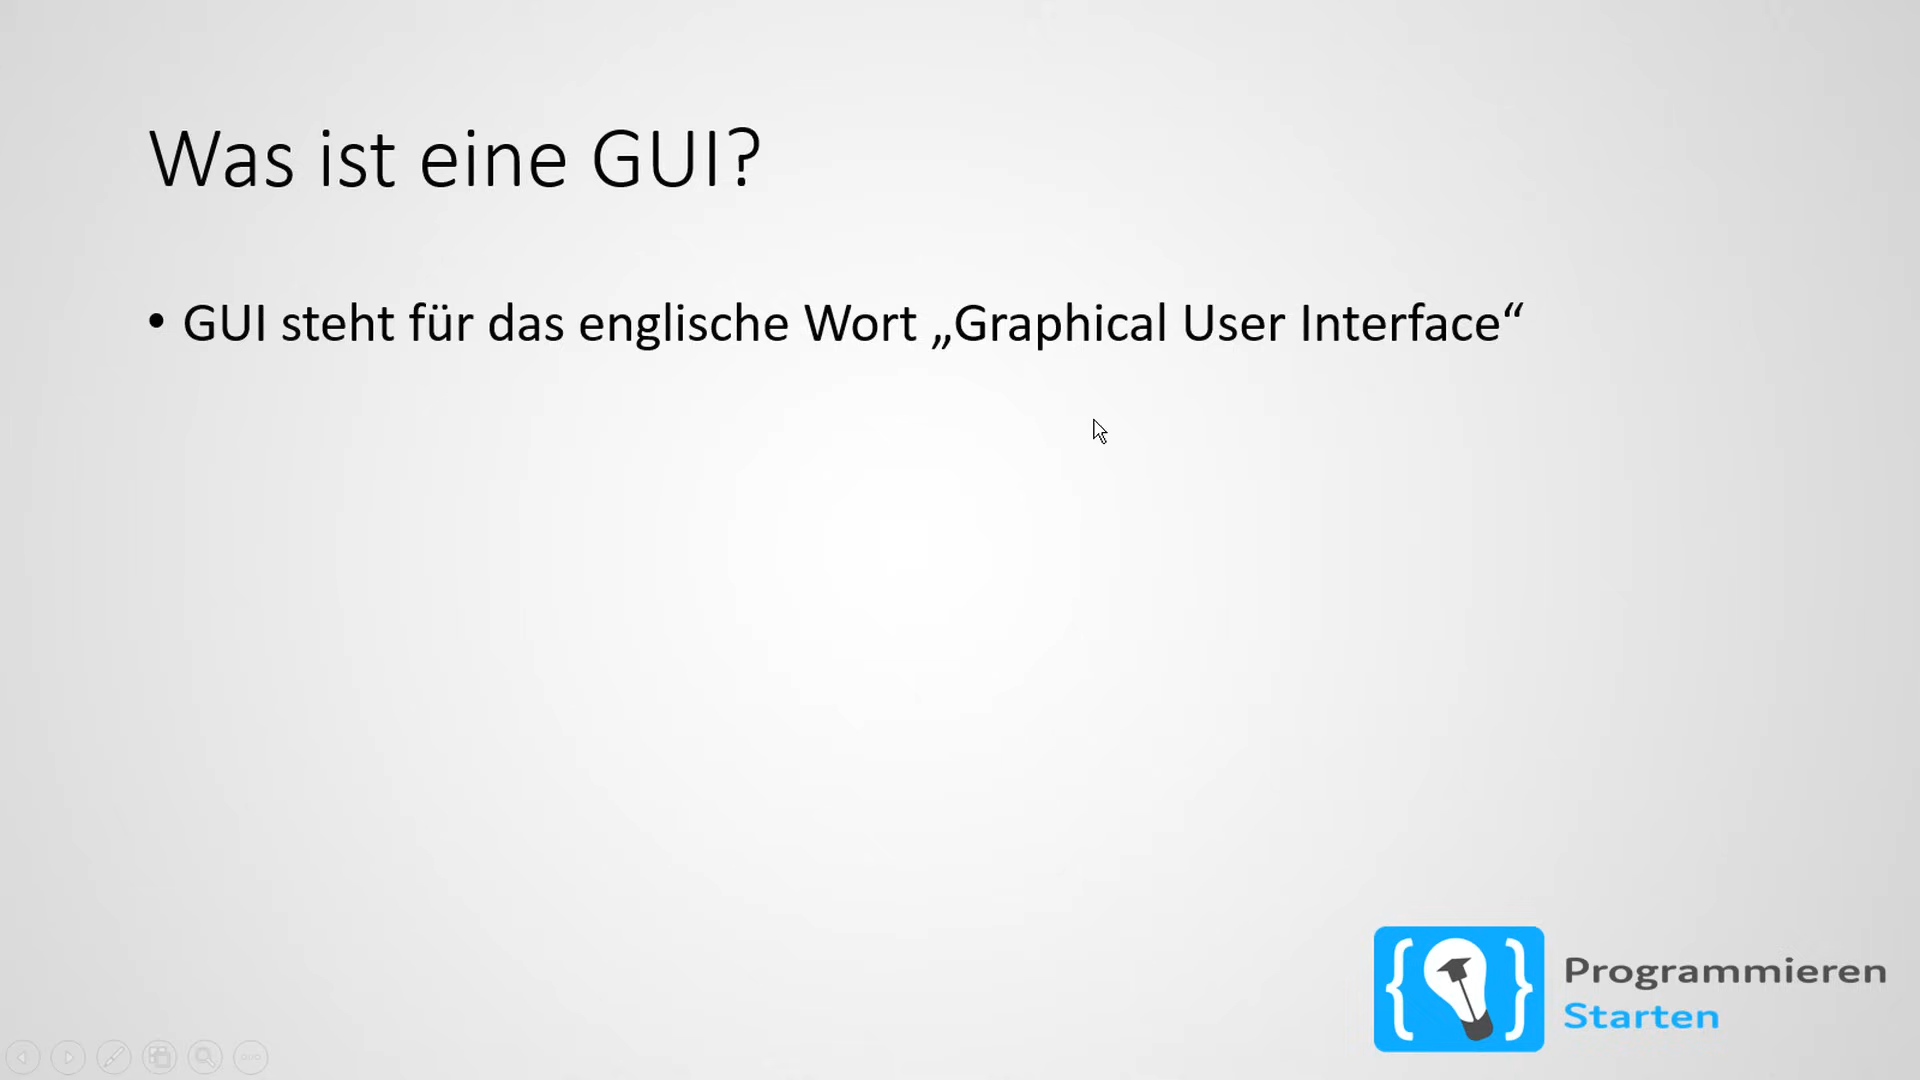 Was ist eine GUI?
• GUI steht für das englische Wort „Graphical User Interface“
Programmieren
Starten